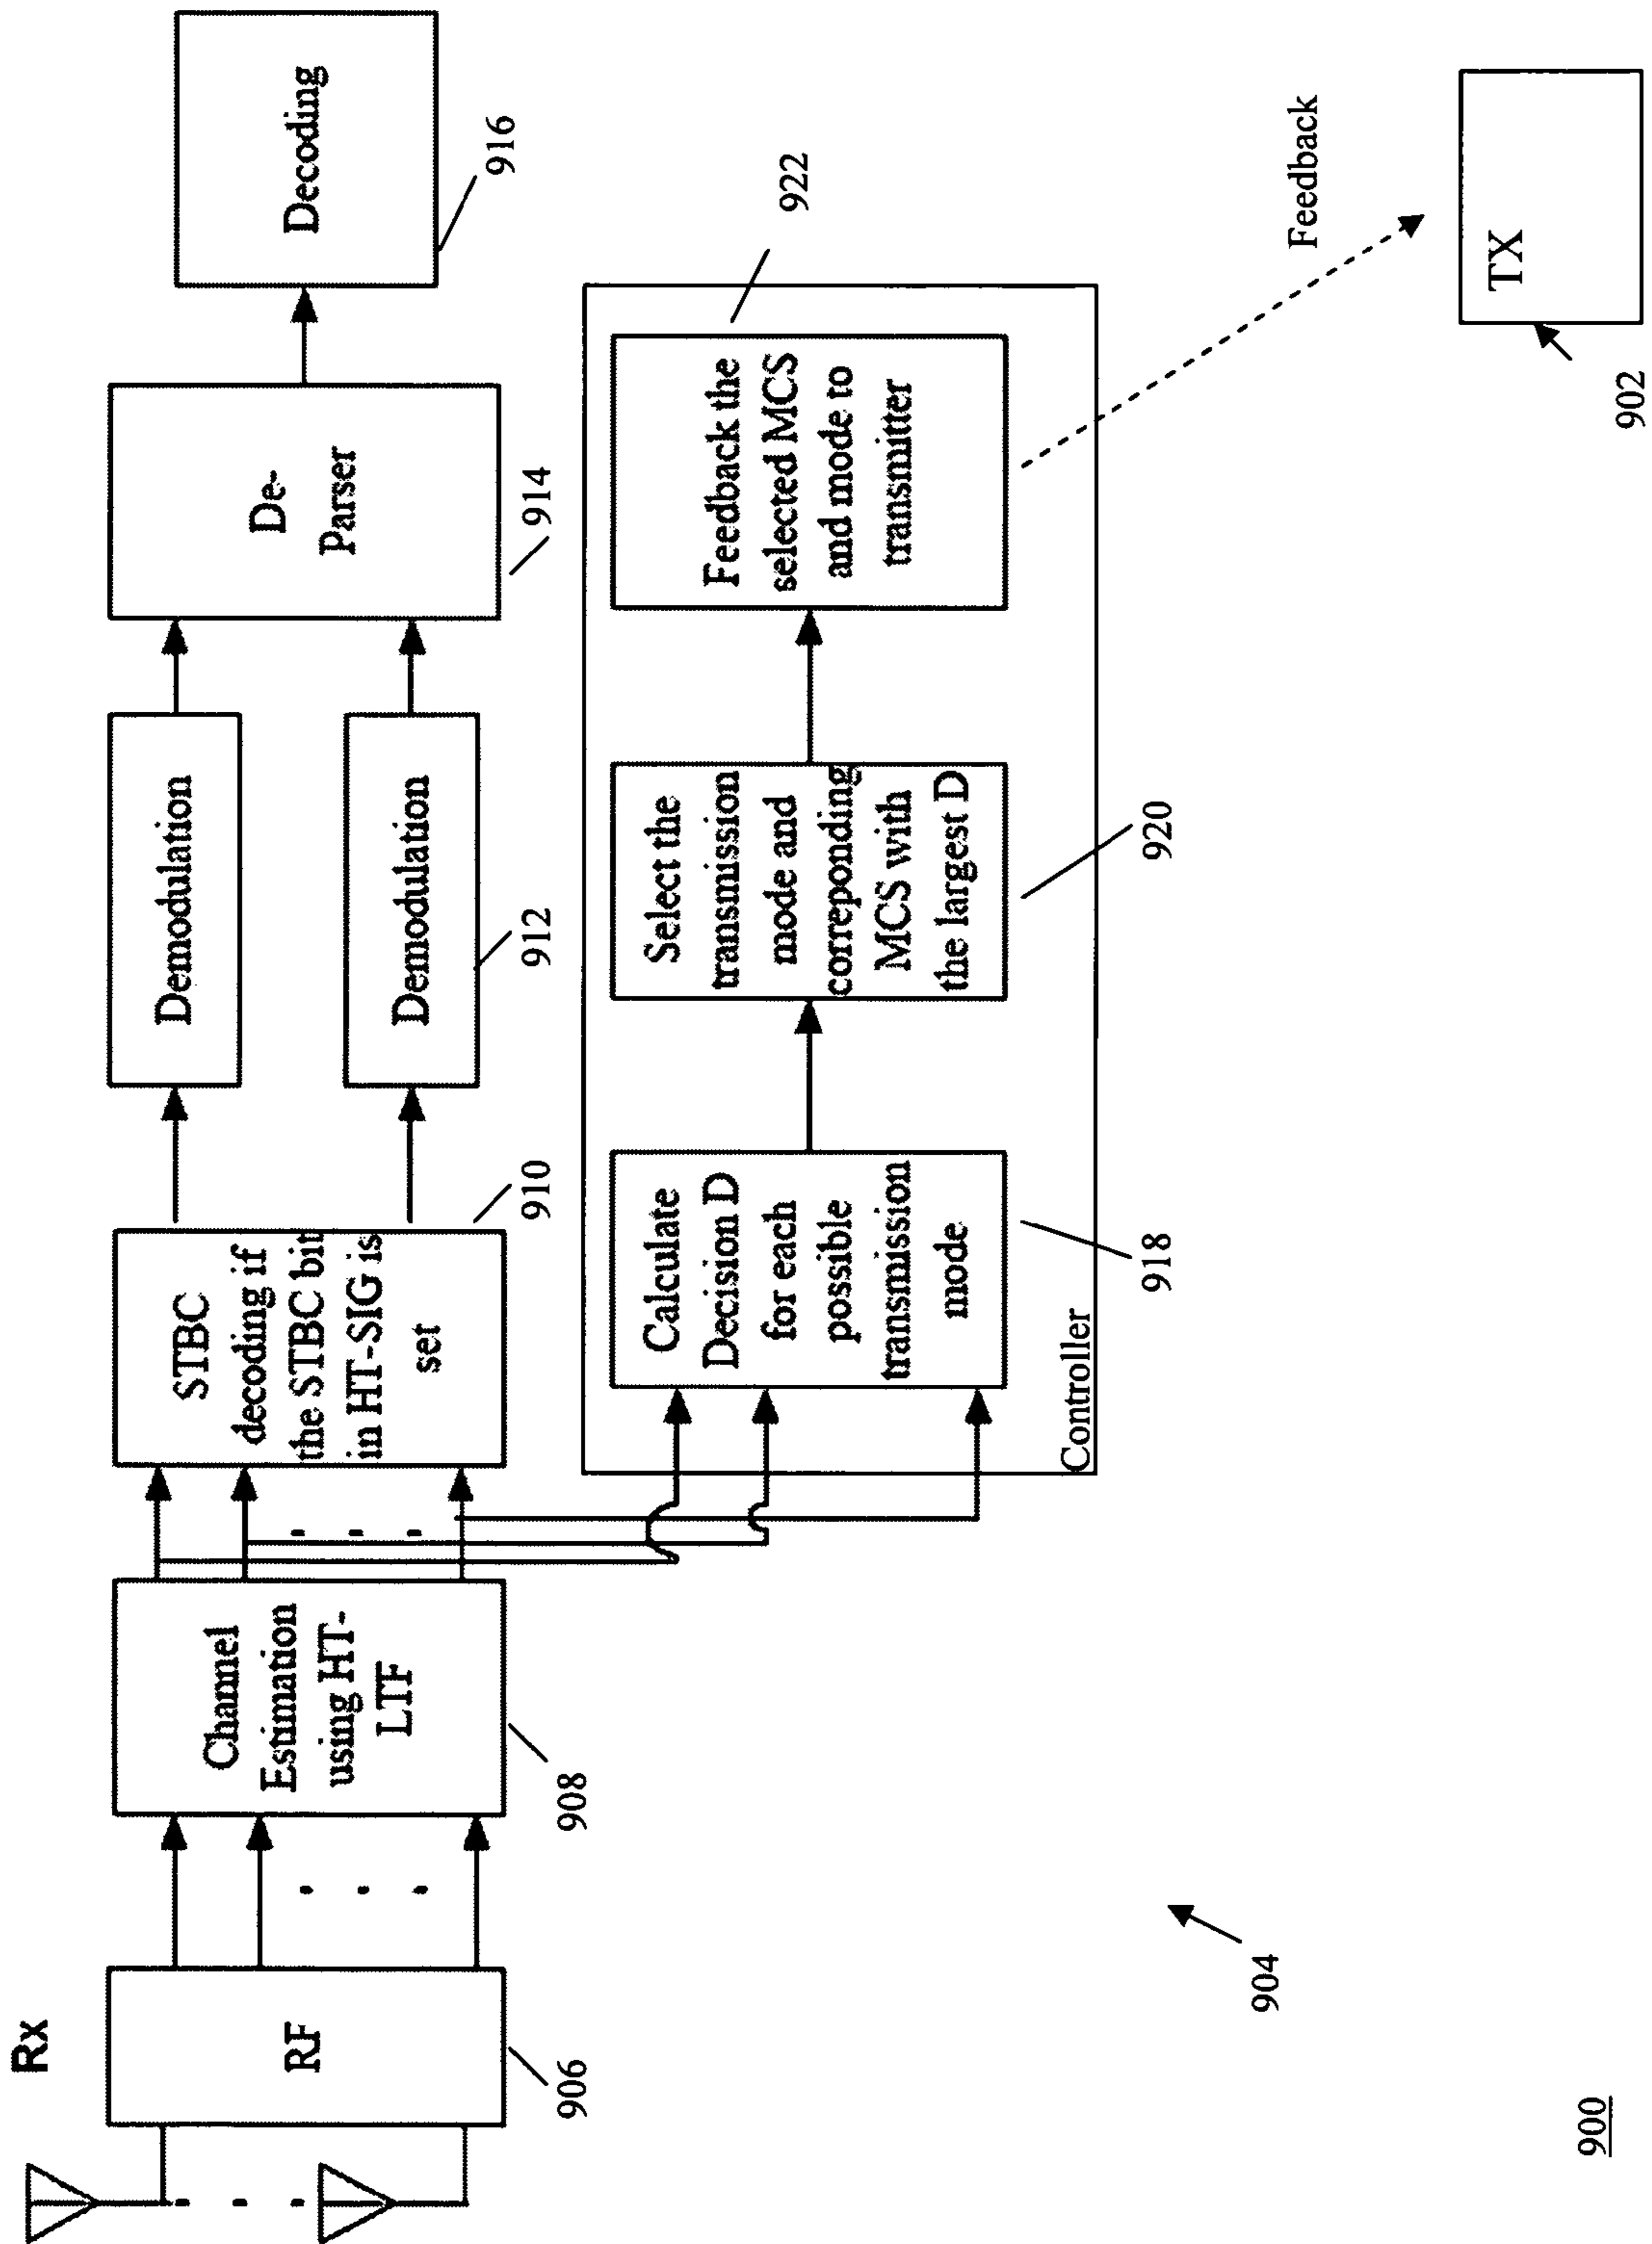 Rx
RF
906
Channel
Estimation
using HT-
LTF
908
STBC
decoding if
the STBC bit
in HT-SIG is
set
910
Demodulation
Demodulation
912
De-
Parser
914
Decoding
916
Calculate
Decision D
for each
possible
transmission
mode
918
Select the
transmission
mode and
correponding
MCS with
the largest D
920
Feedback the
selected MCS
and mode to
transmitter
922
Controller
Feedback
TX
902
904
900